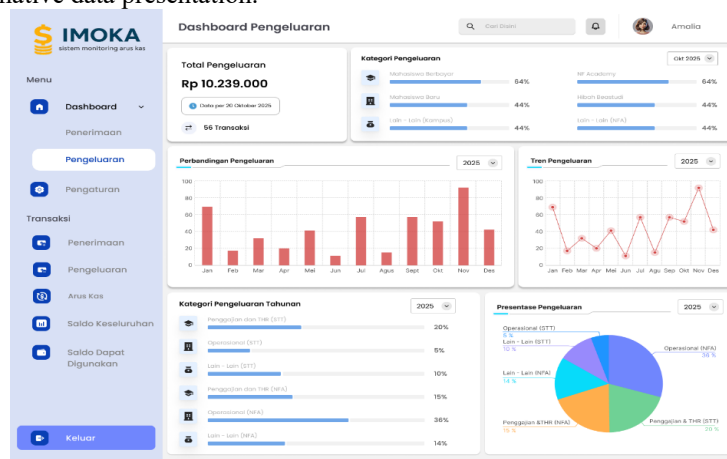 native data presentation.
IMOKA
sistem monitoring arus kas
Menu
Dashboard
Penerimaan
Pengeluaran
Pengaturan
Transaksi
Penerimaan
Pengeluaran
Arus Kas
Saldo Keseluruhan
Saldo Dapat
Digunakan
Keluar
Dashboard Pengeluaran
Cari Disini
Amalia
Total Pengeluaran
Rp 10.239.000
Data per 20 Oktober 2025
56 Transaksi
Kategori Pengeluaran
Okt 2025
Mahasiswa Berbayar
64%
NF Academy
64%
Mahasiswa Baru
44%
Hibah Beastudi
44%
Lain - Lain (Kampus)
44%
Lain - Lain (NFA)
44%
Perbandingan Pengeluaran
2025
100
80
60
40
20
0
Jan Feb Mar Apr Mei Jun Jul Agus Sept Okt Nov Des
Tren Pengeluaran
2025
100
80
60
40
20
0
Jan Feb Mar Apr Mei Jun Jul Agu Sep Okt Nov Des
Kategori Pengeluaran Tahunan
2025
Penggajian dan THR (STT)
20%
Operasional (STT)
5%
Lain - Lain (STT)
10%
Penggajian dan THR (NFA)
15%
Operasional (NFA)
36%
Lain - Lain (NFA)
14%
Presentase Pengeluaran
2025
Operasional (STT)
Lain - Lain (STT)
10 %
Operasional (NFA)
36 %
Lain - Lain (NFA)
14 %
Penggajian &THR (NFA)
15 %
Penggajian & THR (STT)
20 %